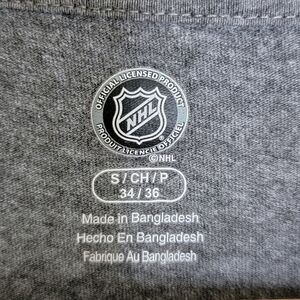 OFFICIAL LICENSED PRODUCT
NHL
PRODUIT LICENCIÉ OFFICIEL
©NHL
S / CH / P
34 / 36
Made in Bangladesh
Hecho En Bangladesh
Fabrique Au Bangladesh